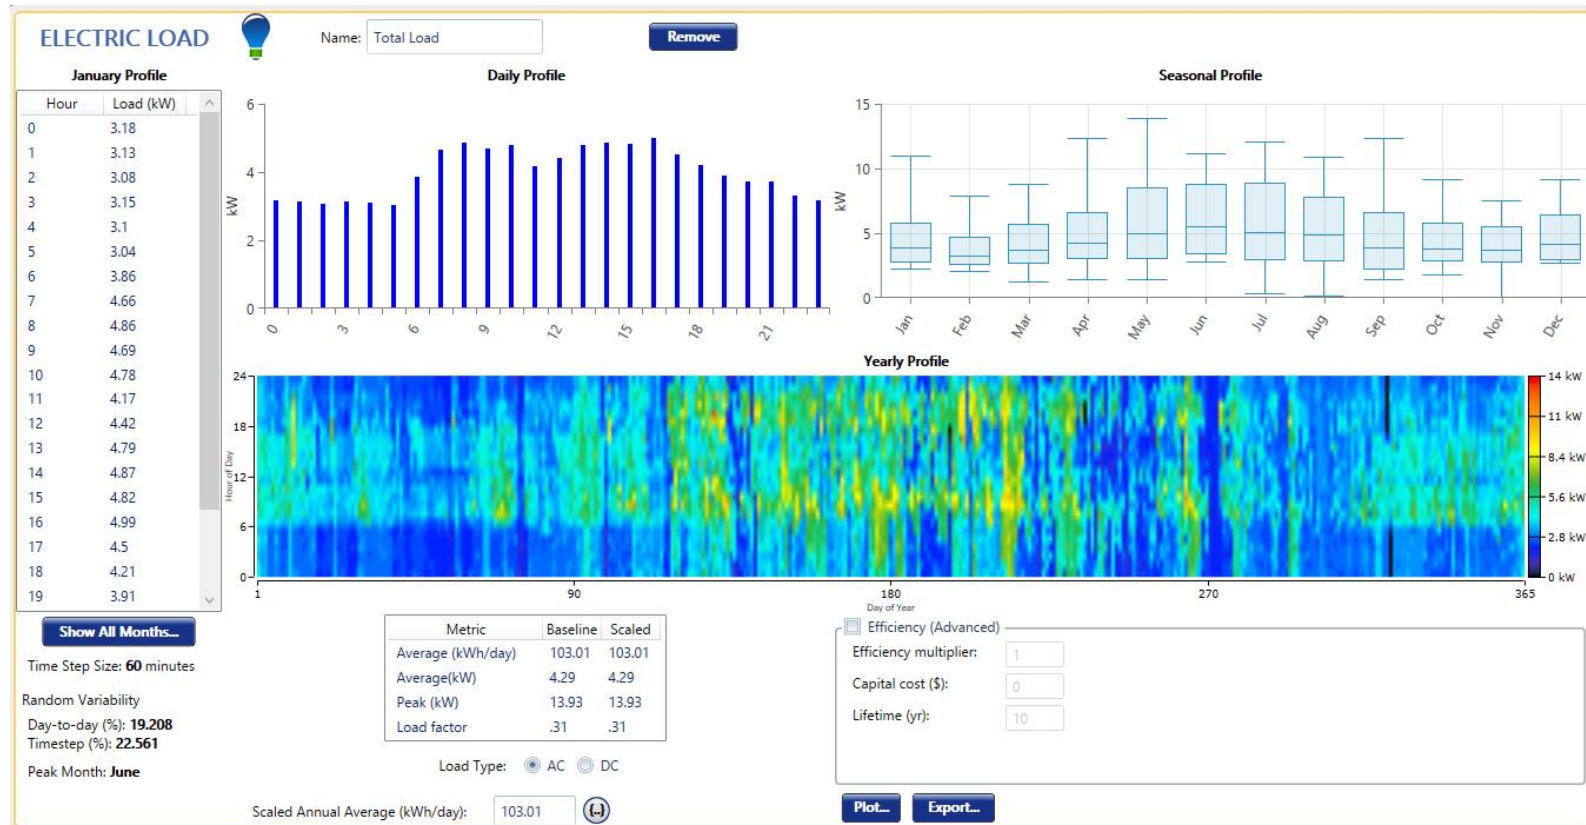 ELECTRIC LOAD
Name: Total Load
Remove
January Profile
Hour Load (kW)
0 3.18
1 3.13
2 3.08
3 3.15
4 3.1
5 3.04
6 3.86
7 4.66
8 4.86
9 4.69
10 4.78
11 4.17
12 4.42
13 4.79
14 4.87
15 4.82
16 4.99
17 4.5
18 4.21
19 3.91
Show All Months...
Time Step Size: 60 minutes
Random Variability
Day-to-day (%): 19.208
Timestep (%): 22.561
Peak Month: June
Daily Profile
kW
6
4
2
0
0 3 6 9 12 15 18 21
Seasonal Profile
kW
15
10
5
0
Jan Feb Mar Apr May Jun Jul Aug Sep Oct Nov Dec
Yearly Profile
Hour of Day
24
18
12
6
0
1 90 180 270 365
Day of Year
14 kW
11 kW
8.4 kW
5.6 kW
2.8 kW
0 kW
Metric Baseline Scaled
Average (kWh/day) 103.01 103.01
Average(kW) 4.29 4.29
Peak (kW) 13.93 13.93
Load factor .31 .31
Load Type: AC DC
Scaled Annual Average (kWh/day): 103.01 {..}
Efficiency (Advanced)
Efficiency multiplier: 1
Capital cost ($): 0
Lifetime (yr): 10
Plot... Export...